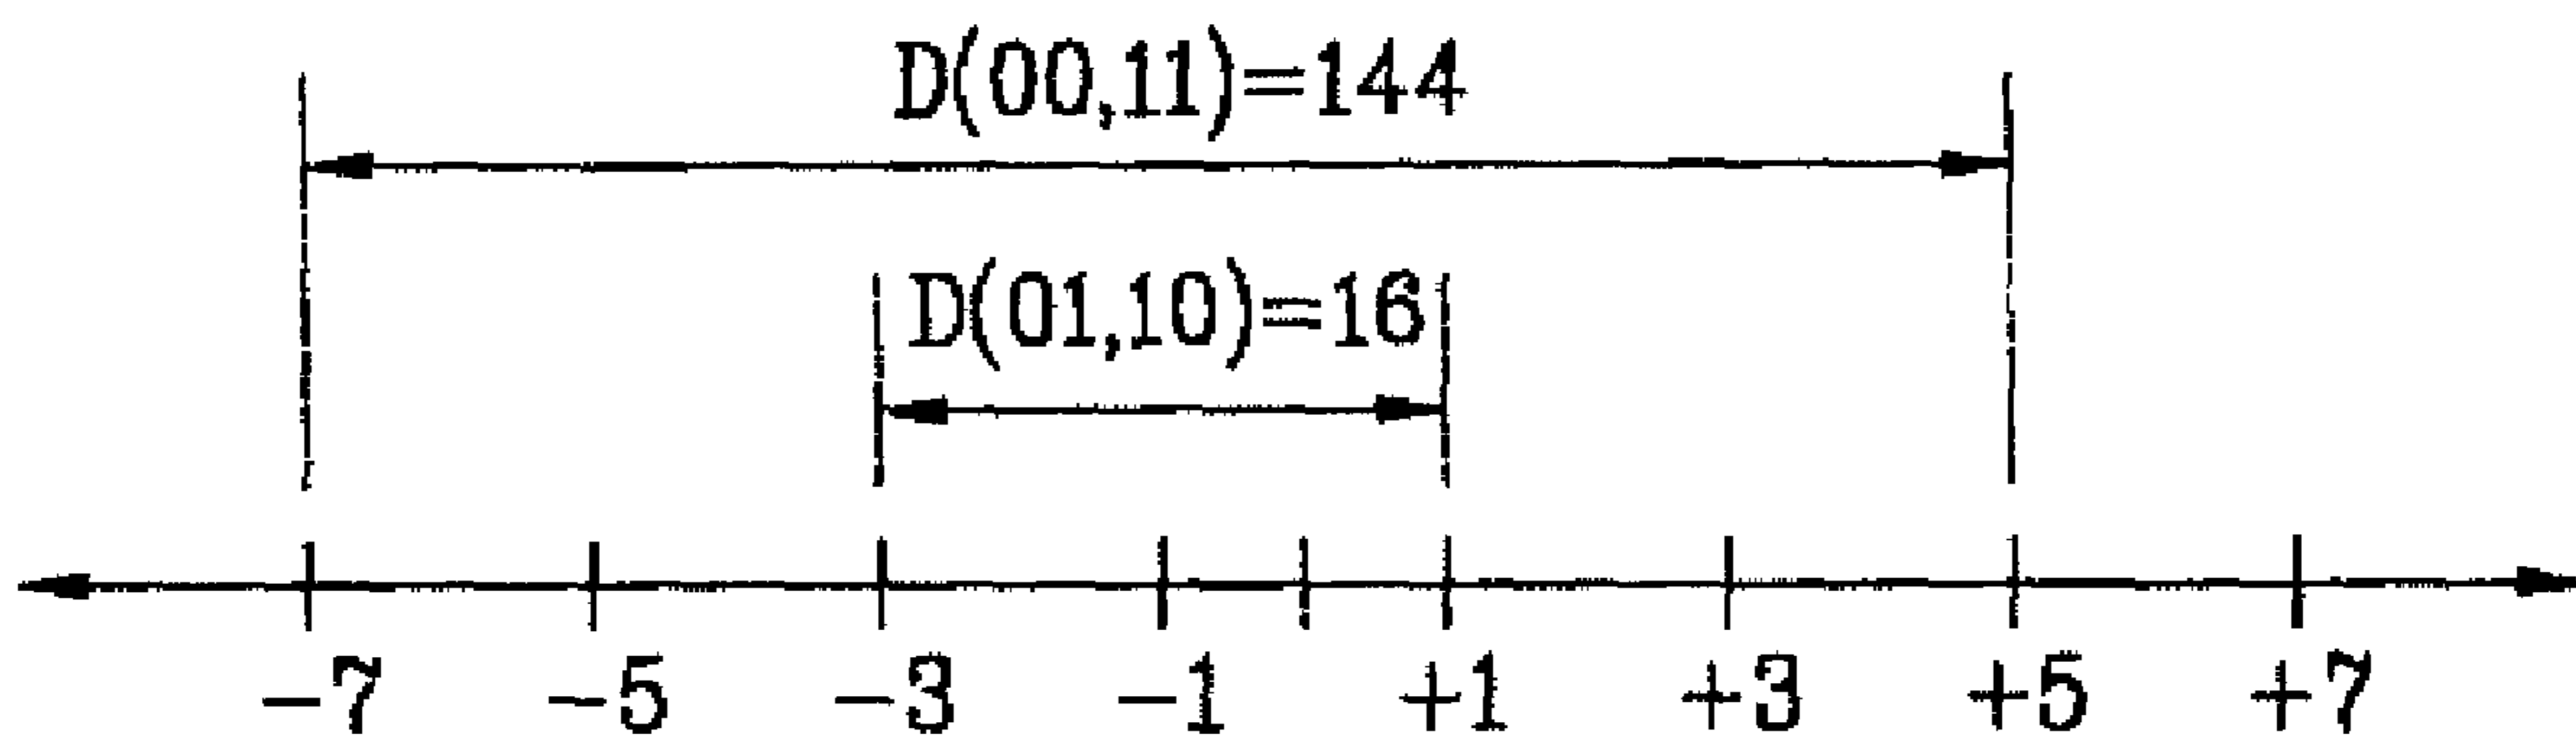 D(00,11)=144
D(01,10)=16
−7 −5 −3 −1 +1 +3 +5 +7